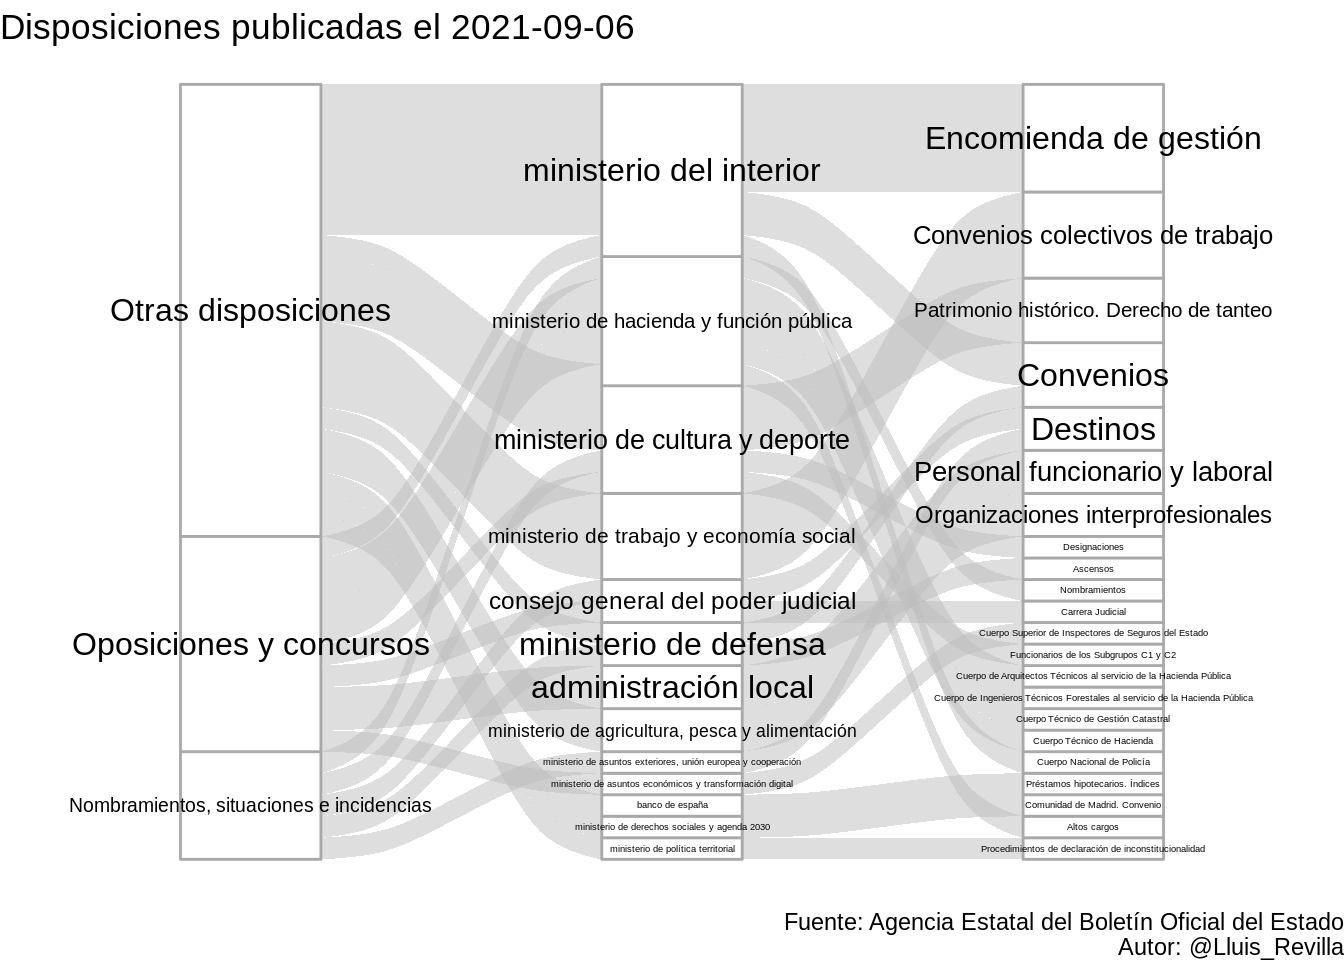 Disposiciones publicadas el 2021-09-06
Otras disposiciones
Oposiciones y concursos
Nombramientos, situaciones e incidencias
ministerio del interior
ministerio de hacienda y función pública
ministerio de cultura y deporte
ministerio de trabajo y economía social
consejo general del poder judicial
ministerio de defensa
administración local
ministerio de agricultura, pesca y alimentación
ministerio de asuntos exteriores, unión europea y cooperación
ministerio de asuntos económicos y transformación digital
banco de españa
ministerio de derechos sociales y agenda 2030
ministerio de política territorial
Encomienda de gestión
Convenios colectivos de trabajo
Patrimonio histórico. Derecho de tanteo
Convenios
Destinos
Personal funcionario y laboral
Organizaciones interprofesionales
Designaciones
Ascensos
Nombramientos
Carrera Judicial
Cuerpo Superior de Inspectores de Seguros del Estado
Funcionarios de los Subgrupos C1 y C2
Cuerpo de Arquitectos Técnicos al servicio de la Hacienda Pública
Cuerpo de Ingenieros Técnicos Forestales al servicio de la Hacienda Pública
Cuerpo Técnico de Gestión Catastral
Cuerpo Técnico de Hacienda
Cuerpo Nacional de Policía
Préstamos hipotecarios. Índices
Comunidad de Madrid. Convenio
Altos cargos
Procedimientos de declaración de inconstitucionalidad
Fuente: Agencia Estatal del Boletín Oficial del Estado
Autor: @Lluis_Revilla